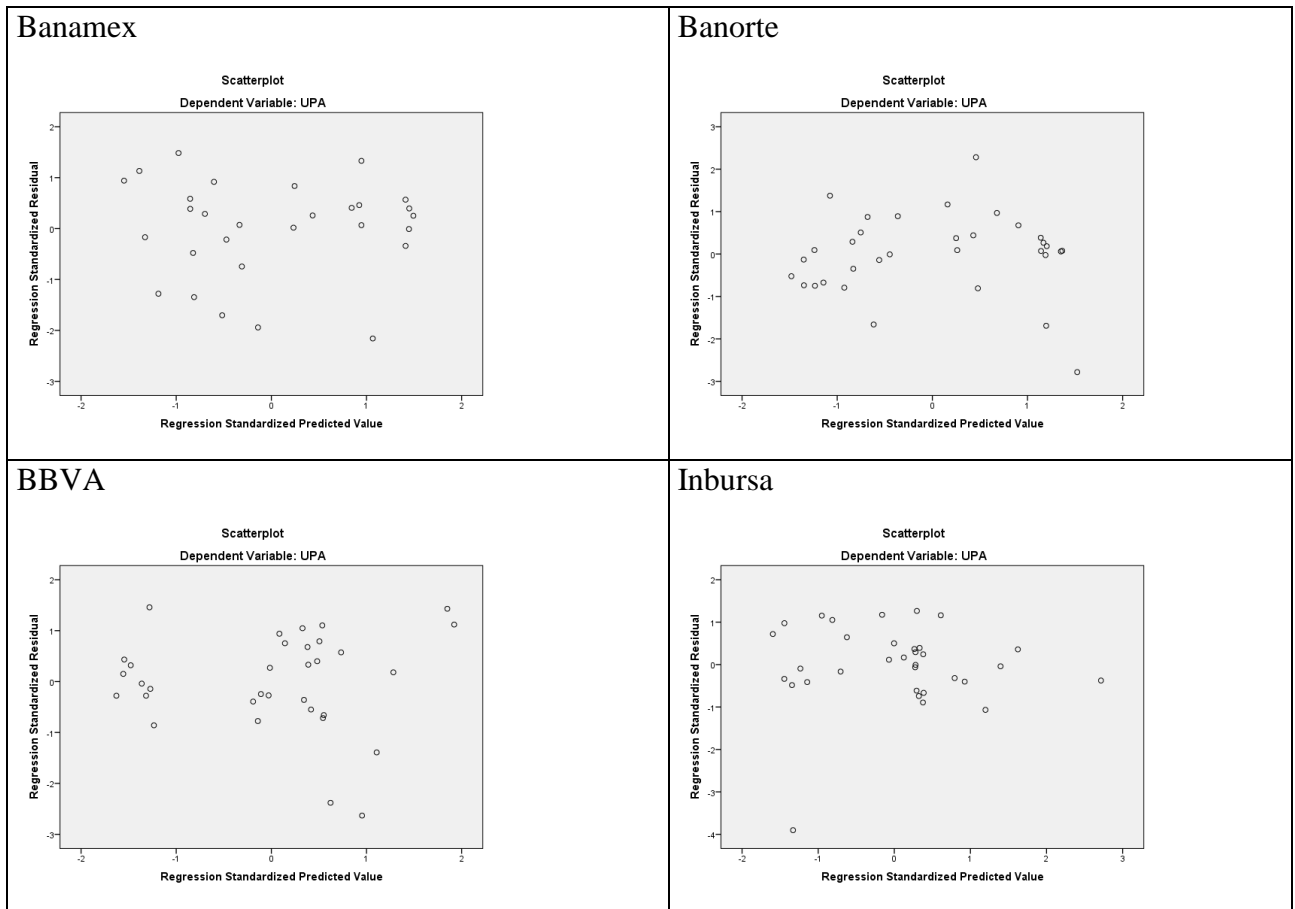 Banamex
Scatterplot
Dependent Variable: UPA
Regression Standardized Residual
2
1
0
-1
-2
-3
-2
-1
0
1
2
Regression Standardized Predicted Value
Banorte
Scatterplot
Dependent Variable: UPA
Regression Standardized Residual
3
2
1
0
-1
-2
-3
-2
-1
0
1
2
Regression Standardized Predicted Value
BBVA
Scatterplot
Dependent Variable: UPA
Regression Standardized Residual
2
1
0
-1
-2
-3
-2
-1
0
1
2
Regression Standardized Predicted Value
Inbursa
Scatterplot
Dependent Variable: UPA
Regression Standardized Residual
2
1
0
-1
-2
-3
-4
-2
-1
0
1
2
3
Regression Standardized Predicted Value